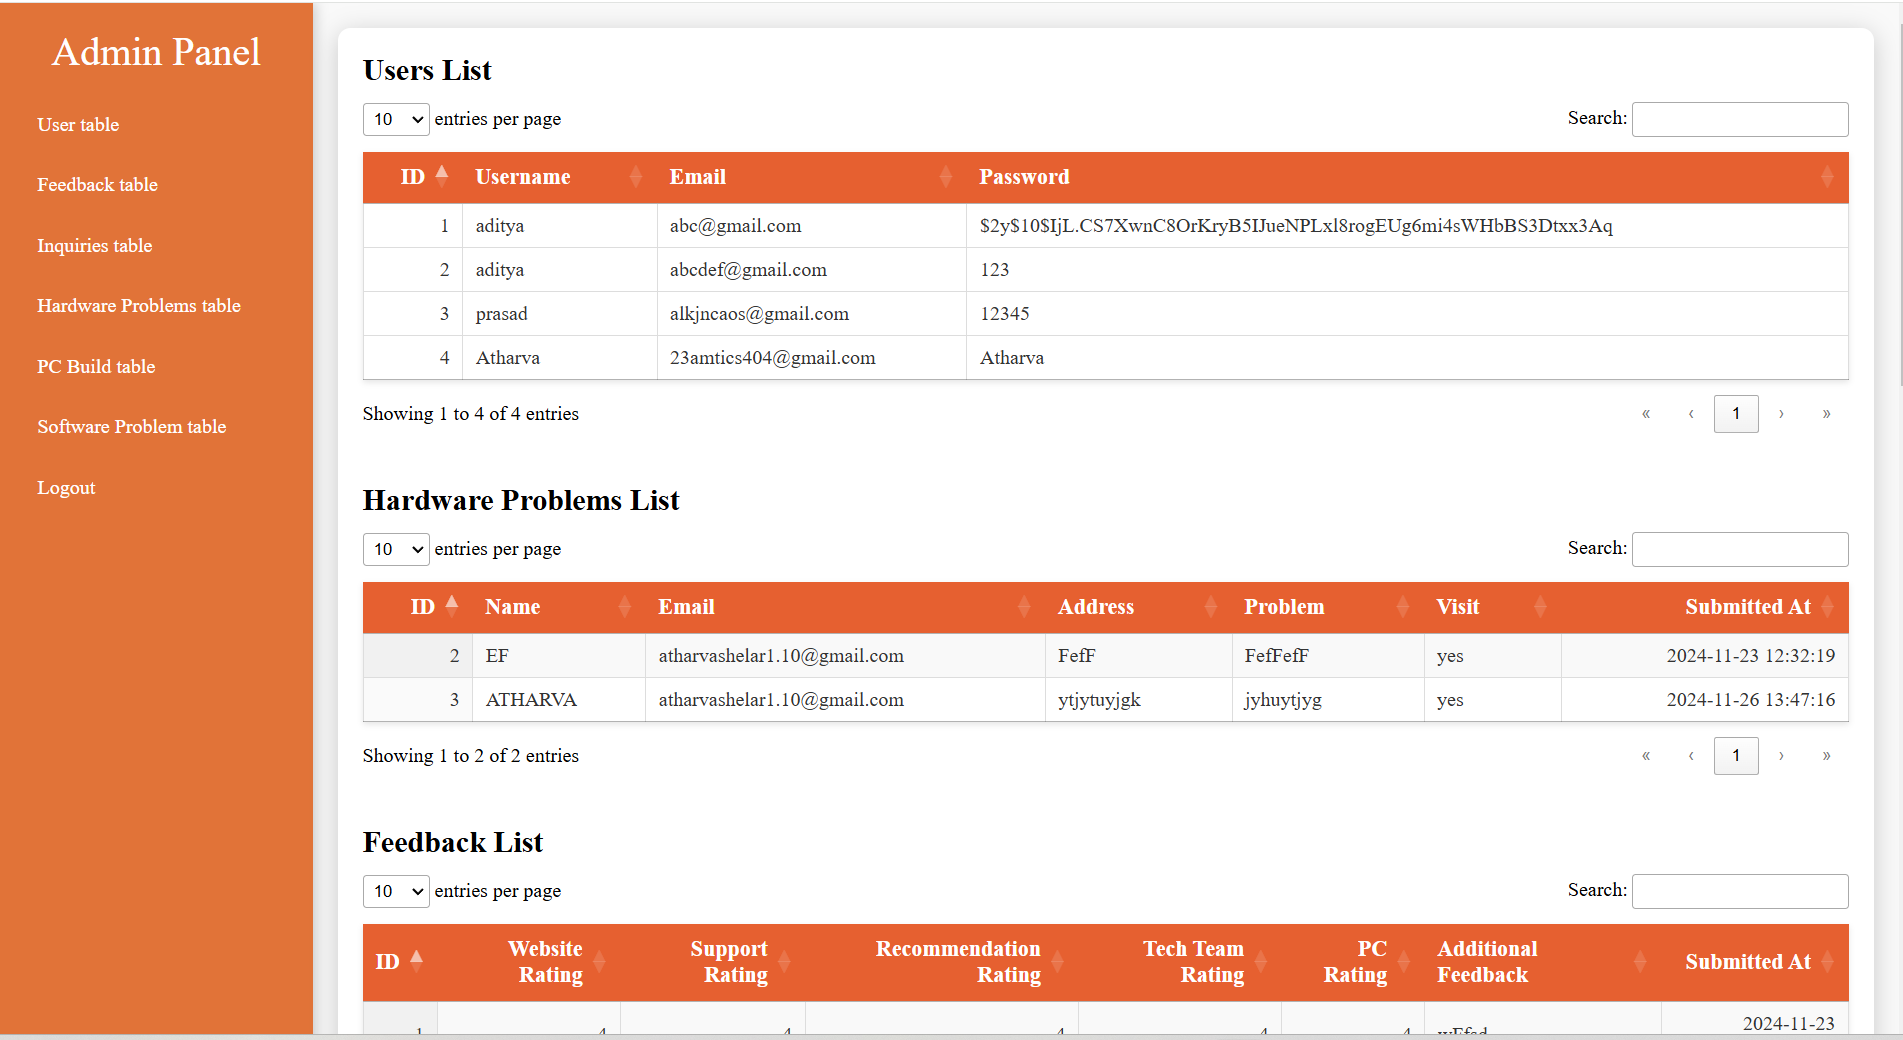 Admin Panel
User table
Feedback table
Inquiries table
Hardware Problems table
PC Build table
Software Problem table
Logout
Users List
10 entries per page Search:
ID Username Email Password
1 aditya abc@gmail.com $2y$10$IjL.CS7XwnC8OrKryB5IJueNPLxl8rogEUg6mi4sWHbBS3Dtxx3Aq
2 aditya abcdef@gmail.com 123
3 prasad alkjncaos@gmail.com 12345
4 Atharva 23amtics404@gmail.com Atharva
Showing 1 to 4 of 4 entries « ‹ 1 › »
Hardware Problems List
10 entries per page Search:
ID Name Email Address Problem Visit Submitted At
2 EF atharvashelar1.10@gmail.com FefF FefFefF yes 2024-11-23 12:32:19
3 ATHARVA atharvashelar1.10@gmail.com ytjytuyjgk jyhuytjyg yes 2024-11-26 13:47:16
Showing 1 to 2 of 2 entries « ‹ 1 › »
Feedback List
10 entries per page Search:
ID Website Rating Support Rating Recommendation Rating Tech Team Rating PC Rating Additional Feedback Submitted At
1 4 4 4 4 4 2024-11-23